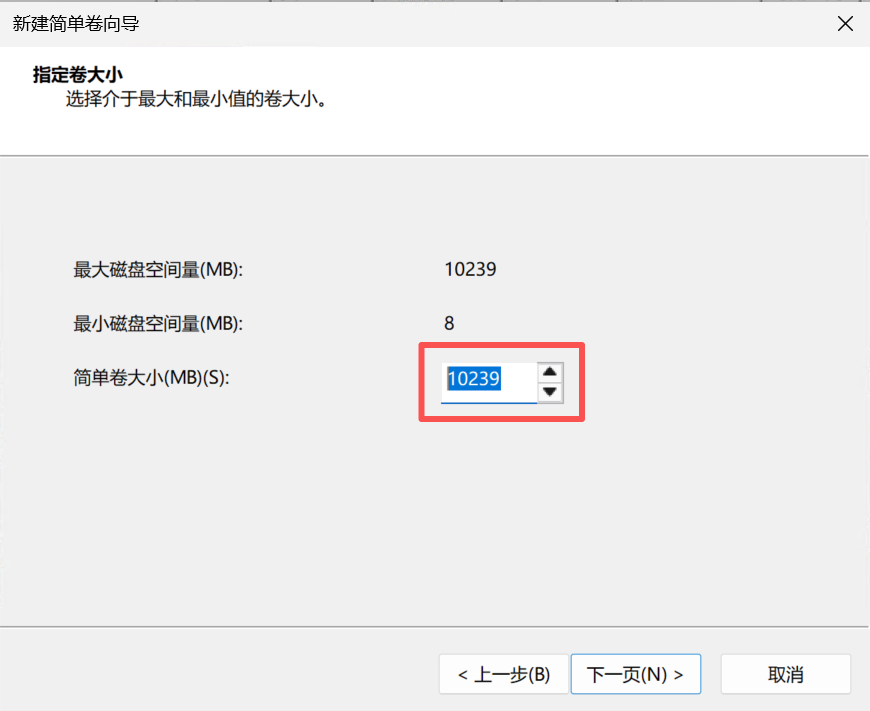 新建简单卷向导
指定卷大小
选择介于最大和最小值的卷大小。
最大磁盘空间量(MB): 10239
最小磁盘空间量(MB): 8
简单卷大小(MB)(S): 10239
< 上一步(B) 下一页(N) > 取消